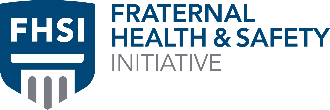 FHSI
FRATERNAL
HEALTH & SAFETY
INITIATIVE